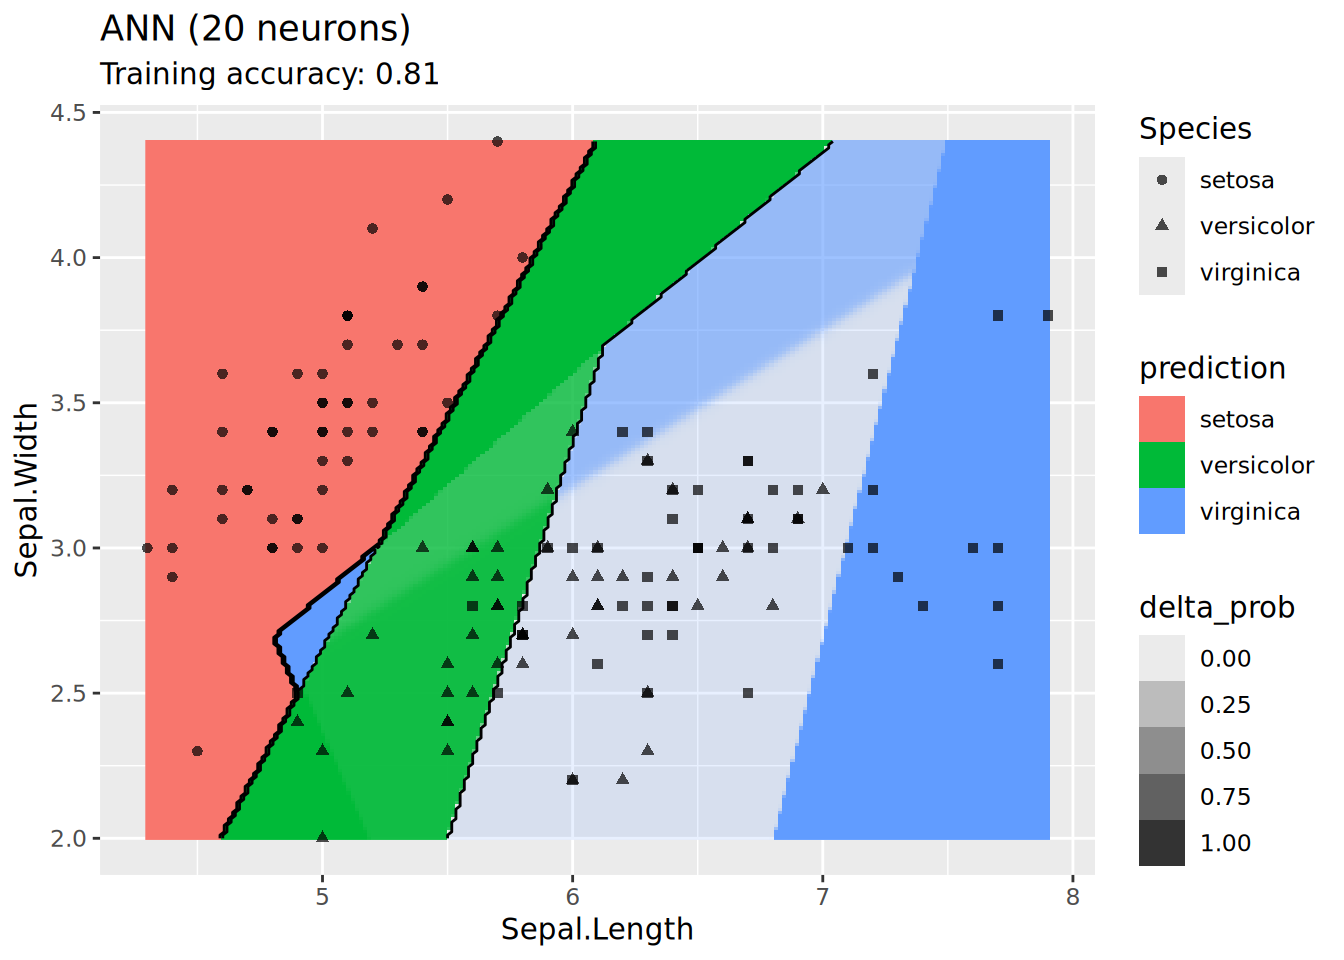 ANN (20 neurons)
Training accuracy: 0.81
4.5
4.0
3.5
3.0
2.5
2.0
Sepal.Width
5
6
7
8
Sepal.Length
Species
setosa
versicolor
virginica
prediction
setosa
versicolor
virginica
delta_prob
0.00
0.25
0.50
0.75
1.00